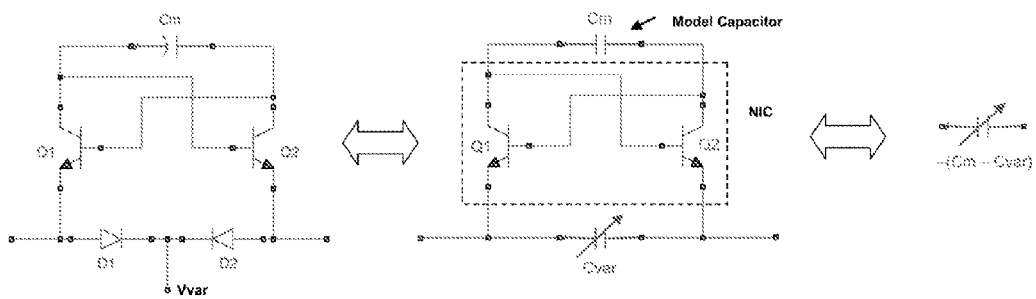 Cm
Q1
Q2
D1
D2
Vvar
Cm
Model Capacitor
NIC
Q1
Q2
Cvar
−(Cm − Cvar)